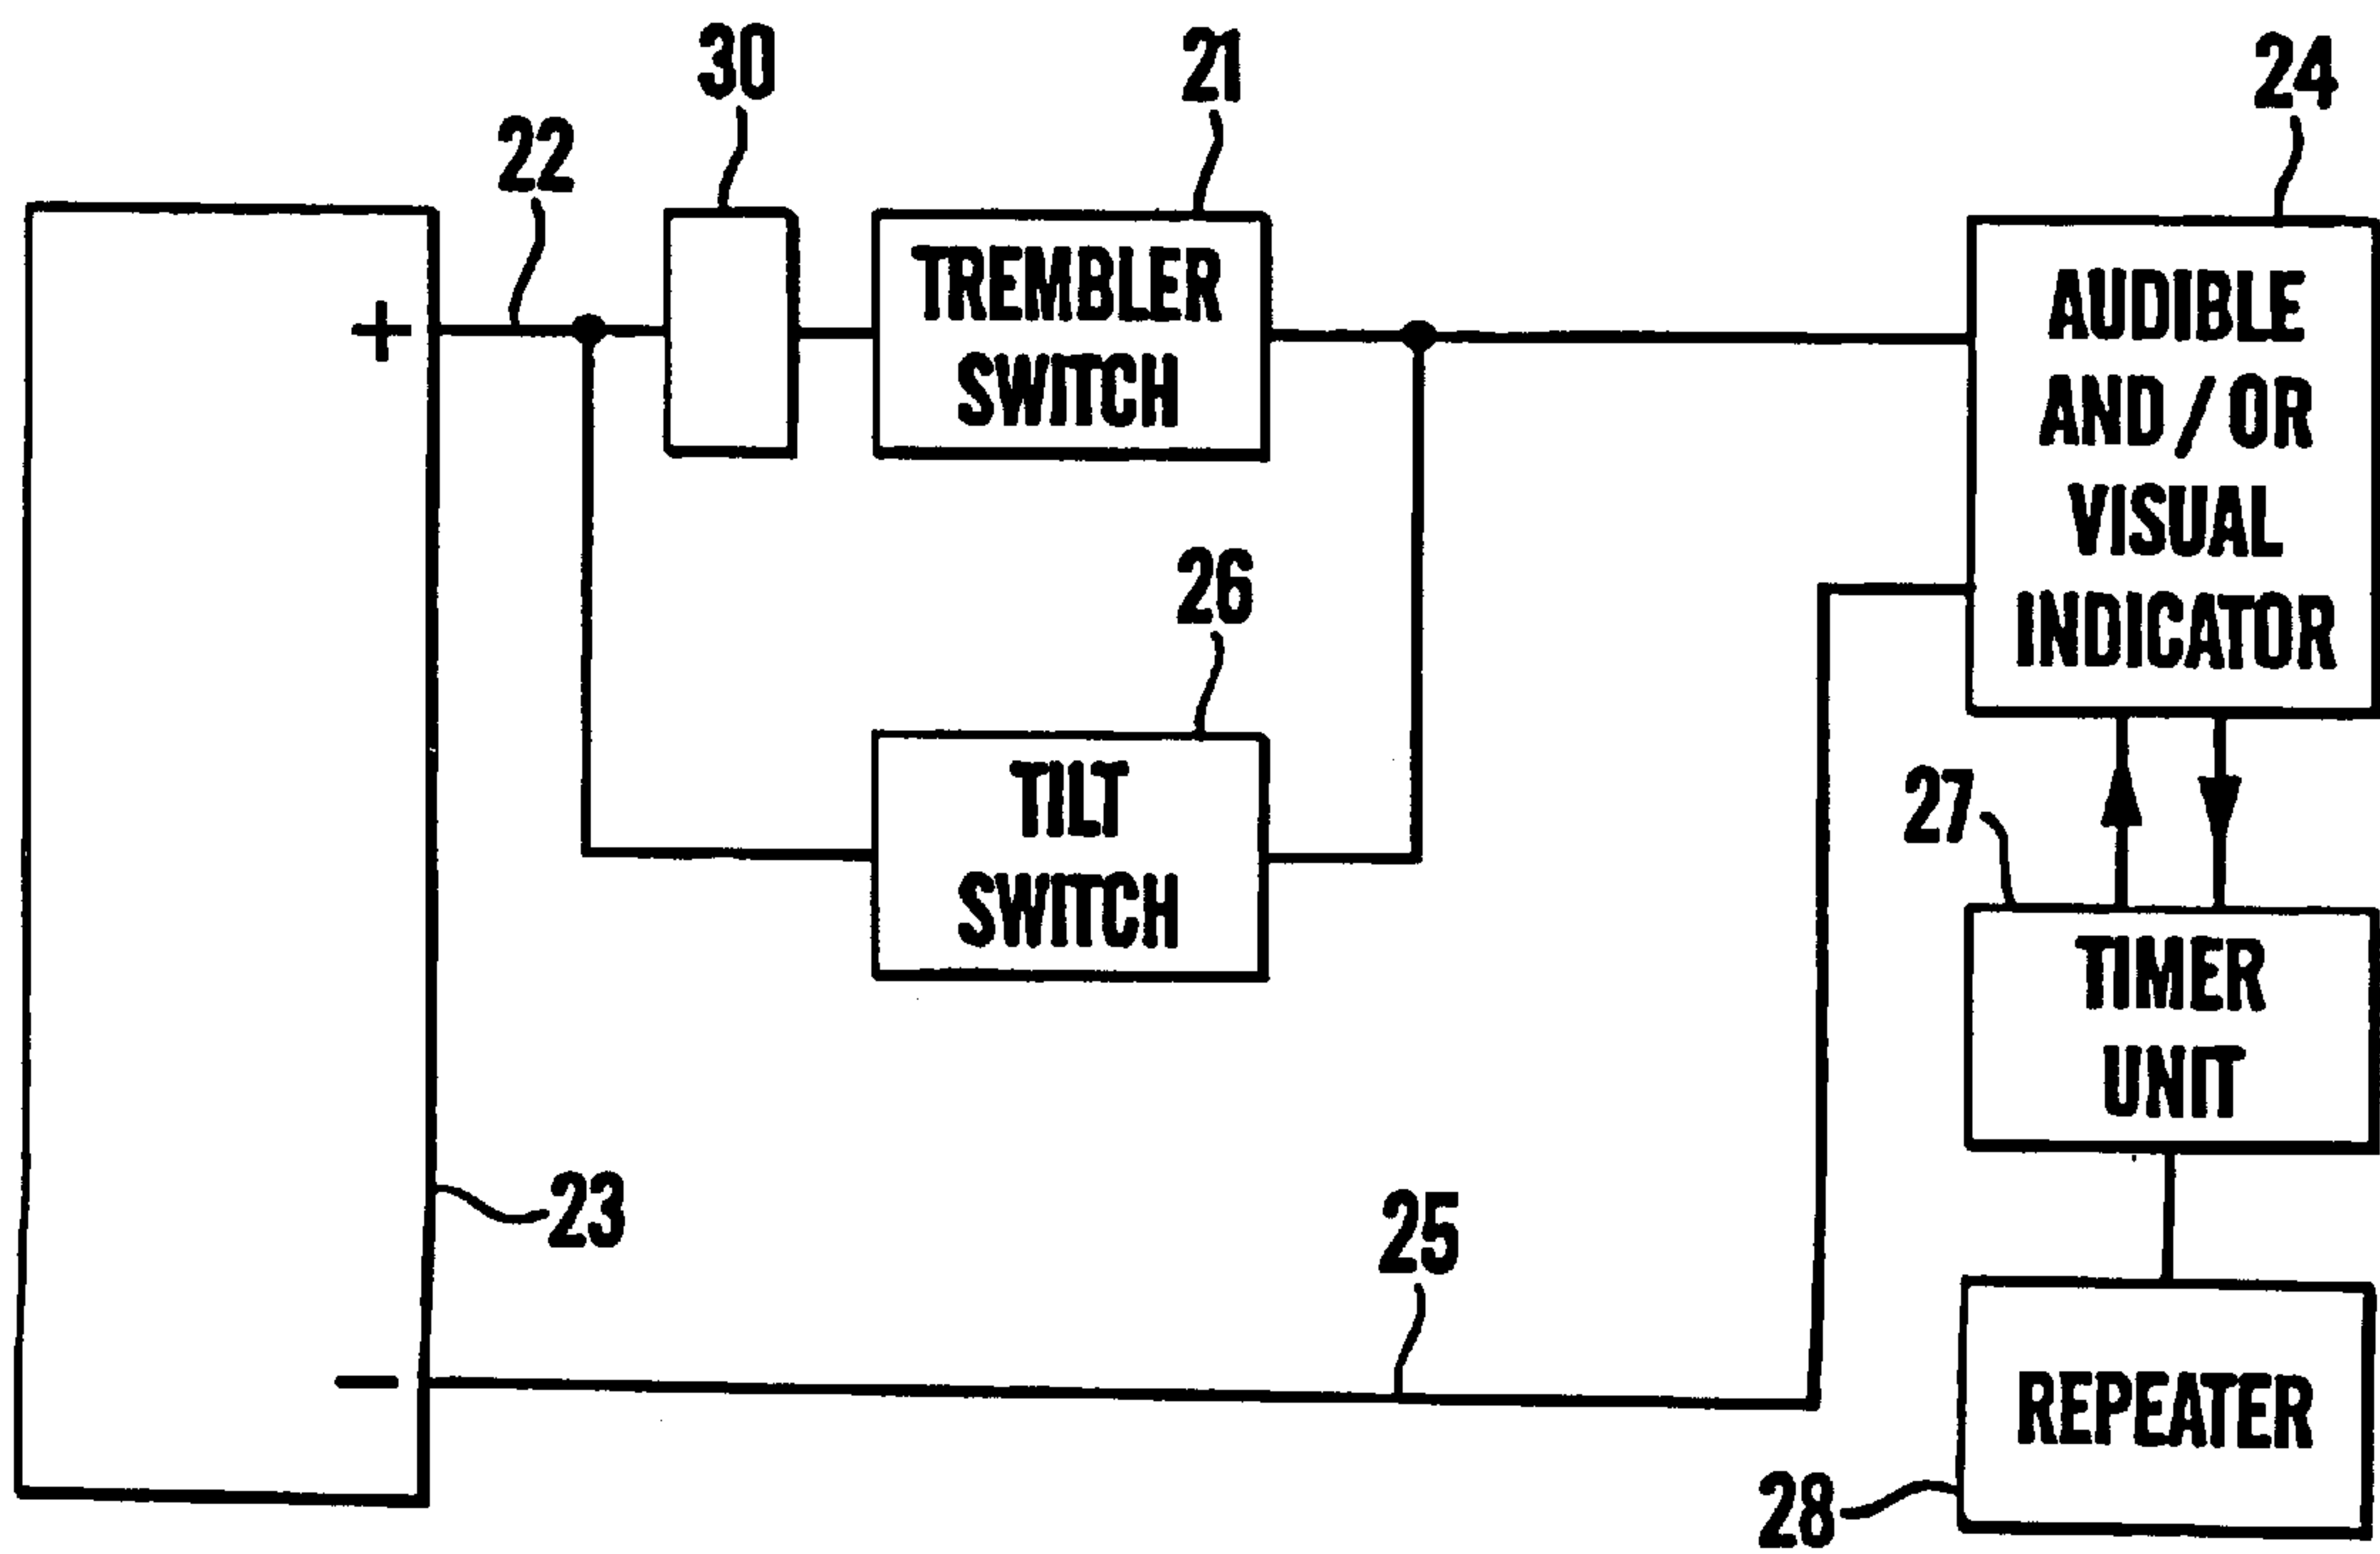 30
21
24
22
+
TREMBLER
SWITCH
AUDIBLE
AND/OR
VISUAL
INDICATOR
26
TILT
SWITCH
27
TIMER
UNIT
23
25
−
REPEATER
28